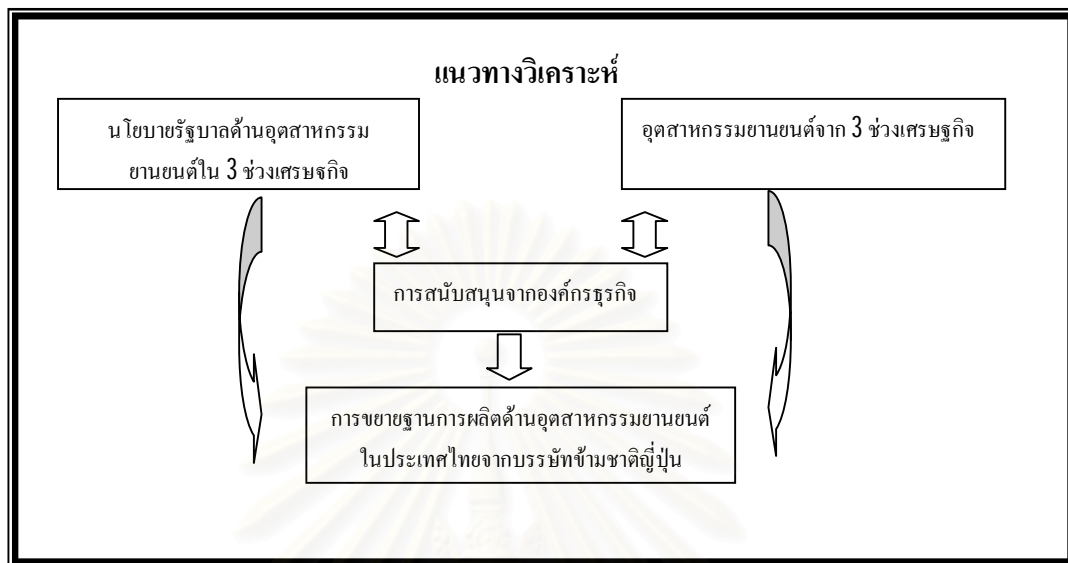 แนวทางวิเคราะห์
นโยบายรัฐบาลด้านอุตสาหกรรม
ยานยนต์ใน 3 ช่วงเศรษฐกิจ
อุตสาหกรรมยานยนต์จาก 3 ช่วงเศรษฐกิจ
การสนับสนุนจากองค์กรธุรกิจ
การขยายฐานการผลิตด้านอุตสาหกรรมยานยนต์
ในประเทศไทยจากบรรษัทข้ามชาติญี่ปุ่น